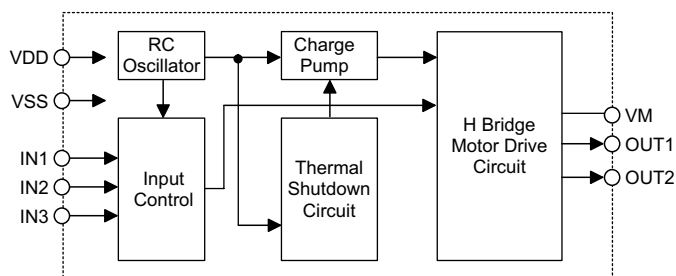 VDD
VSS
IN1
IN2
IN3
RC
Oscillator
Charge
Pump
Input
Control
Thermal
Shutdown
Circuit
H Bridge
Motor Drive
Circuit
VM
OUT1
OUT2